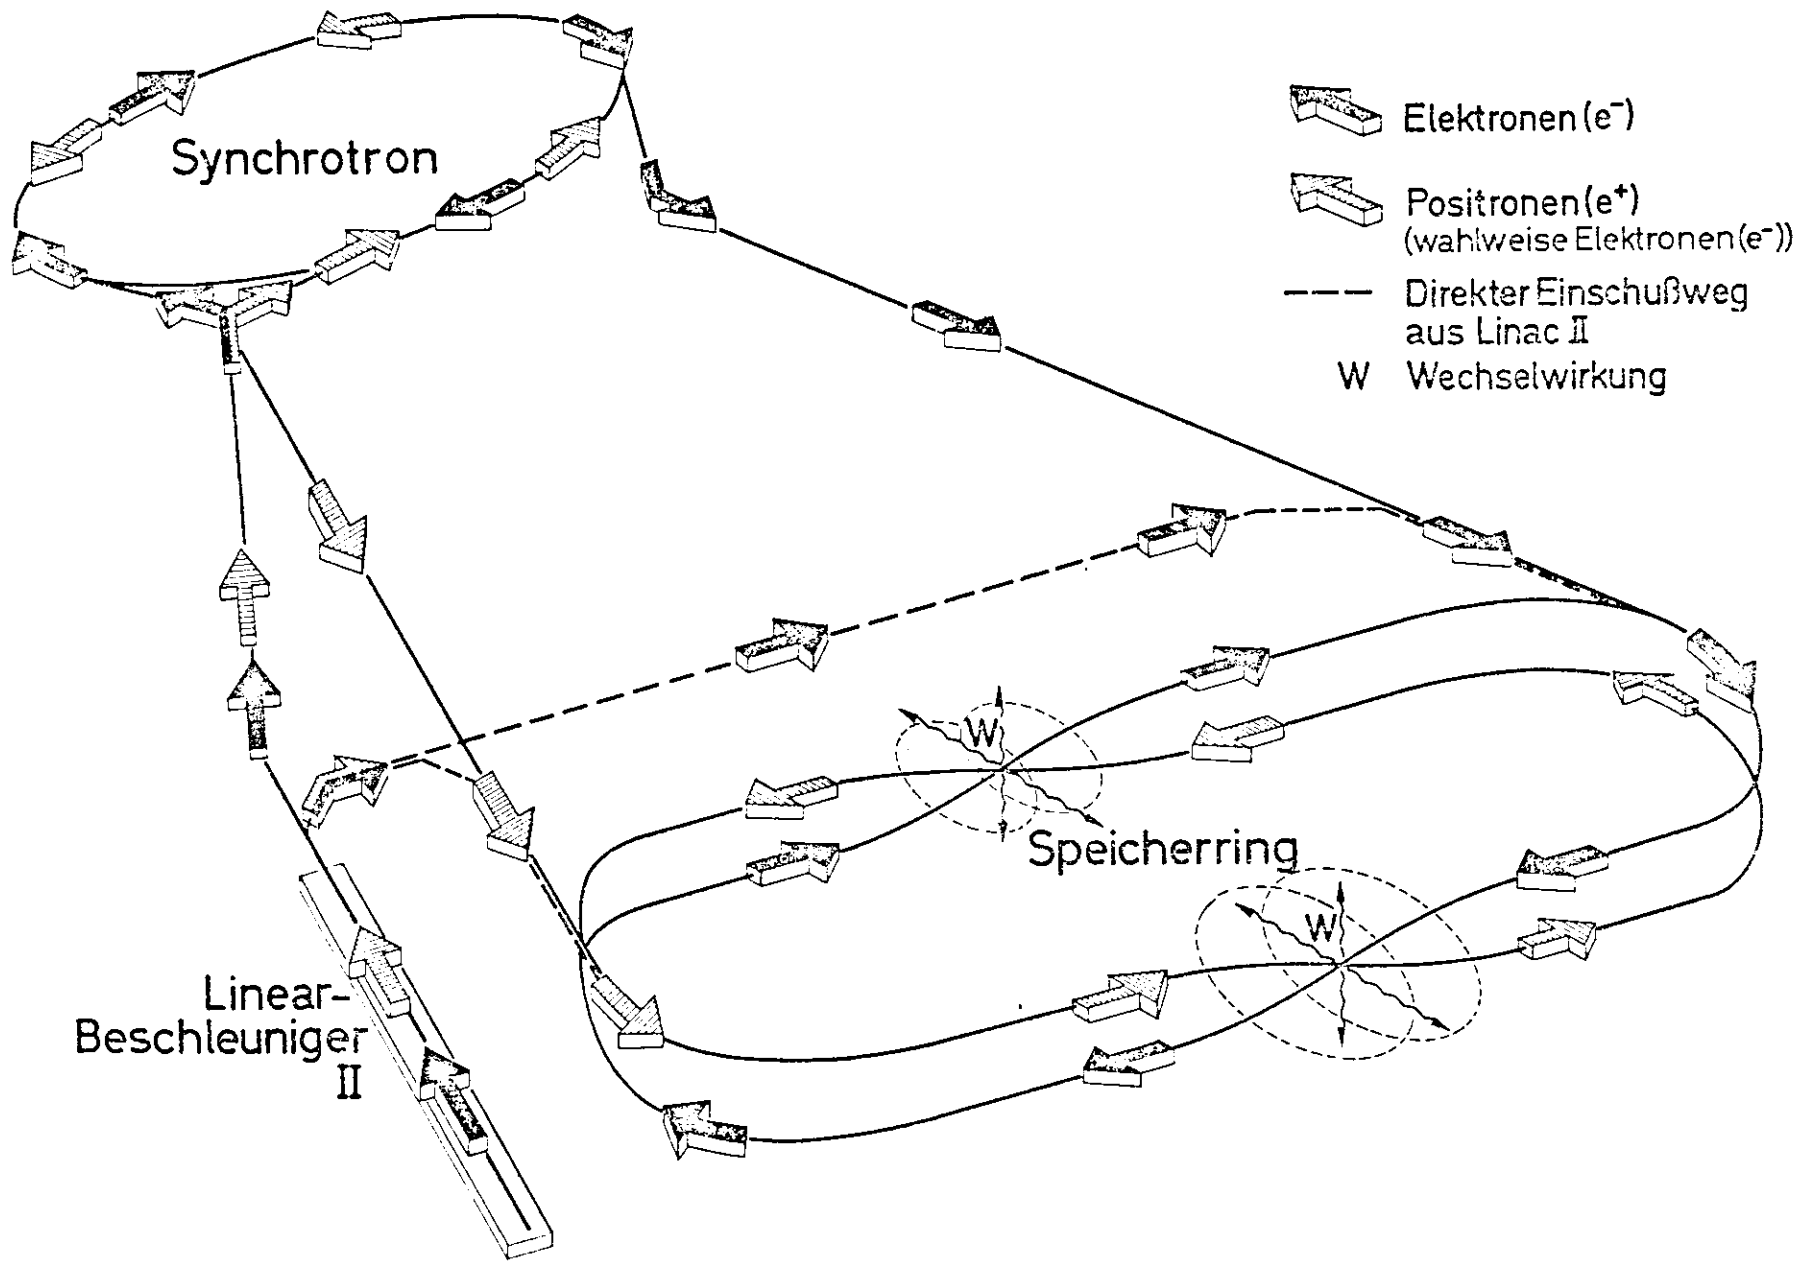 Synchrotron
Elektronen (e⁻)
Positronen (e⁺)
(wahlweise Elektronen (e⁻))
Direkter Einschußweg
aus Linac II
W Wechselwirkung
W
Speicherring
W
Linear-
Beschleuniger
II